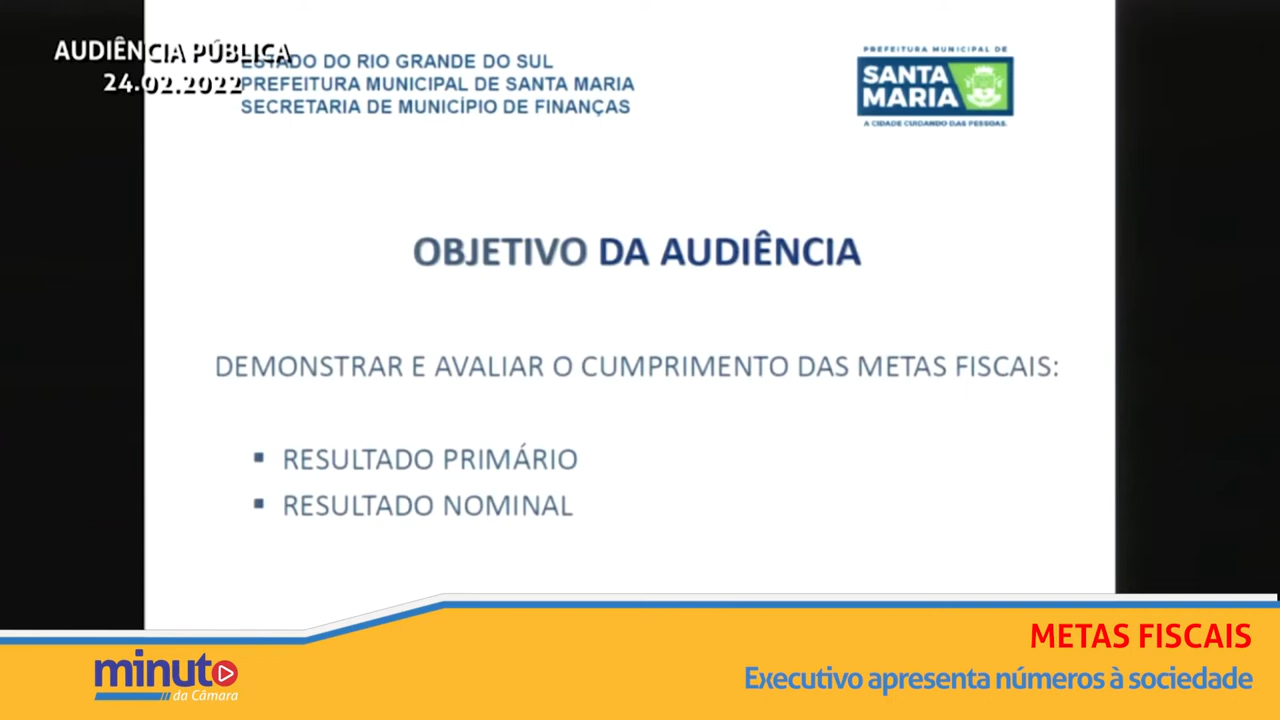 AUDIÊNCIA PÚBLICA
24.02.2022
ESTADO DO RIO GRANDE DO SUL
PREFEITURA MUNICIPAL DE SANTA MARIA
SECRETARIA DE MUNICÍPIO DE FINANÇAS
PREFEITURA MUNICIPAL DE
SANTA
MARIA
A CIDADE CUIDANDO DAS PESSOAS.
OBJETIVO DA AUDIÊNCIA
DEMONSTRAR E AVALIAR O CUMPRIMENTO DAS METAS FISCAIS:
▪ RESULTADO PRIMÁRIO
▪ RESULTADO NOMINAL
METAS FISCAIS
Executivo apresenta números à sociedade
minuto
da Câmara